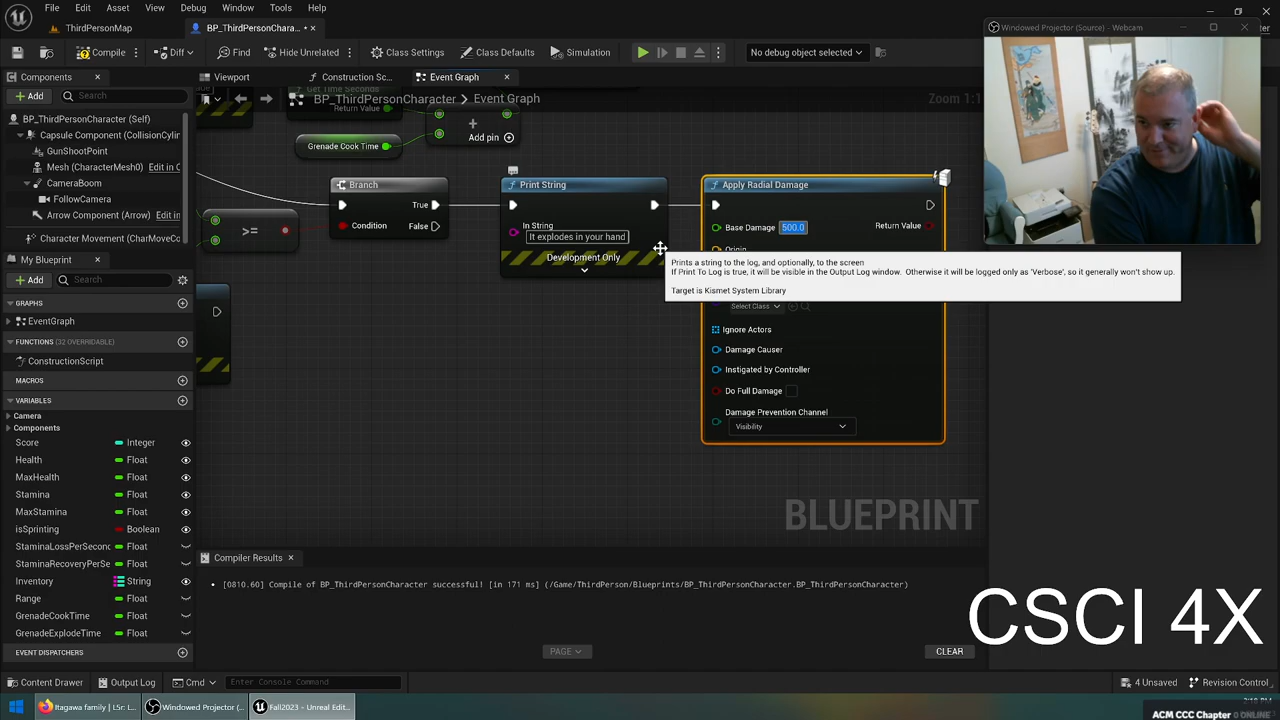 File
Edit
Asset
View
Debug
Window
Tools
Help
ThirdPersonMap
BP_ThirdPersonChara...
Windowed Projector (Source) - Webcam
Compile
Diff
Find
Hide Unrelated
Class Settings
Class Defaults
Simulation
No debug object selected
Components
Viewport
Construction Sc...
Event Graph
Add
Search
BP_ThirdPersonCharacter
Event Graph
Zoom 1:1
BP_ThirdPersonCharacter (Self)
Capsule Component (CollisionCylin
GunShootPoint
Mesh (CharacterMesh0)
Edit in C
CameraBoom
FollowCamera
Arrow Component (Arrow)
Edit in
Character Movement (CharMoveCo
Get Time Seconds
Return Value
Grenade Cook Time
Add pin
Branch
True
Condition
False
>=
Print String
In String
It explodes in your hand
Development Only
Apply Radial Damage
Base Damage
500.0
Return Value
Origin
Prints a string to the log, and optionally, to the screen
If Print To Log is true, it will be visible in the Output Log window. Otherwise it will be logged only as 'Verbose', so it generally won't show up.
Target is Kismet System Library
Select Class
Ignore Actors
Damage Causer
Instigated by Controller
Do Full Damage
Damage Prevention Channel
Visibility
BLUEPRINT
My Blueprint
Add
Search
GRAPHS
EventGraph
FUNCTIONS (32 OVERRIDABLE)
ConstructionScript
MACROS
VARIABLES
Camera
Components
Score Integer
Health Float
MaxHealth Float
Stamina Float
MaxStamina Float
isSprinting Boolean
StaminaLossPerSecond Float
StaminaRecoveryPerSe Float
Inventory String
Range Float
GrenadeCookTime Float
GrenadeExplodeTime Float
EVENT DISPATCHERS
Compiler Results
[0810.60] Compile of BP_ThirdPersonCharacter successful! [in 171 ms] (/Game/ThirdPerson/Blueprints/BP_ThirdPersonCharacter.BP_ThirdPersonCharacter)
PAGE
CLEAR
CSCI 4X
Content Drawer
Output Log
Cmd
Enter Console Command
4 Unsaved
Revision Control
Itagawa family | l5r: L...
Windowed Projector (...
Fall2023 - Unreal Edit...
ACM CCC Chapter 0 ONLINE